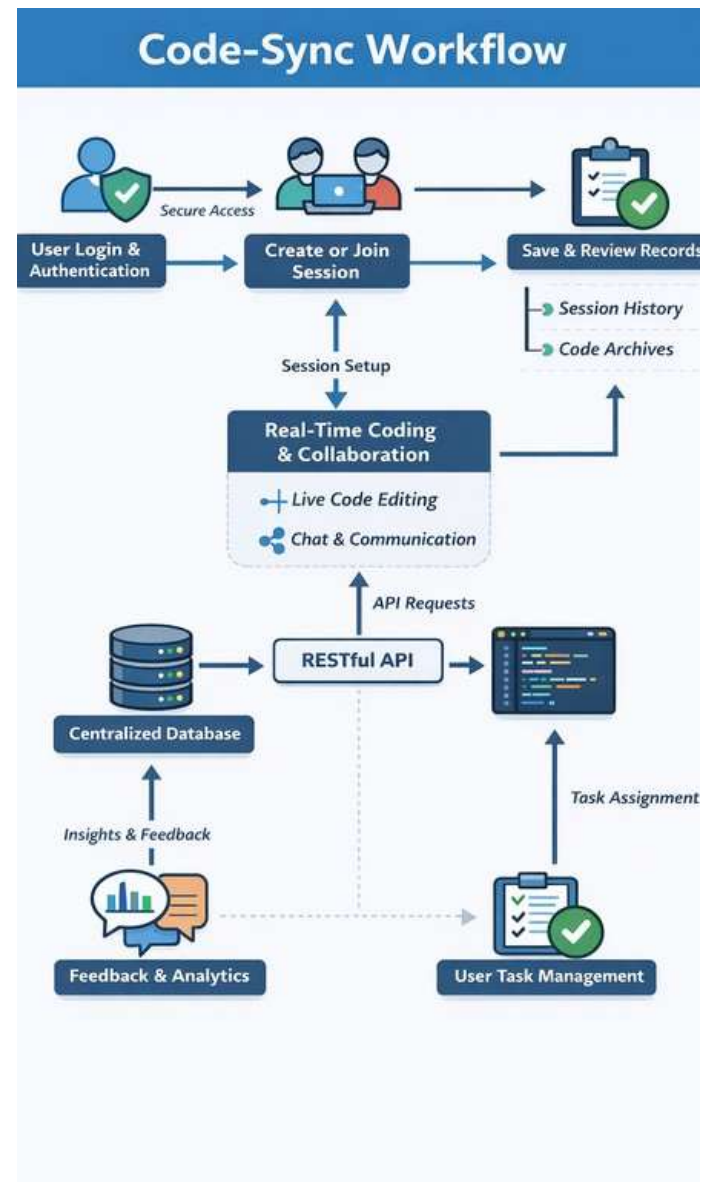 Code-Sync Workflow
Secure Access
User Login &
Authentication
Create or Join
Session
Save & Review Records
Session History
Code Archives
Session Setup
Real-Time Coding
& Collaboration
Live Code Editing
Chat & Communication
API Requests
RESTful API
Centralized Database
Task Assignment
Insights & Feedback
Feedback & Analytics
User Task Management